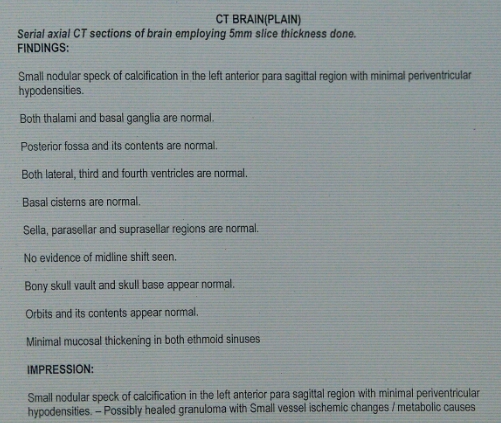 CT BRAIN(PLAIN)
Serial axial CT sections of brain employing 5mm slice thickness done.
FINDINGS:
Small nodular speck of calcification in the left anterior para sagittal region with minimal periventricular
hypodensities.
Both thalami and basal ganglia are normal.
Posterior fossa and its contents are normal.
Both lateral, third and fourth ventricles are normal.
Basal cisterns are normal.
Sella, parasellar and suprasellar regions are normal.
No evidence of midline shift seen.
Bony skull vault and skull base appear normal.
Orbits and its contents appear normal.
Minimal mucosal thickening in both ethmoid sinuses
IMPRESSION:
Small nodular speck of calcification in the left anterior para sagittal region with minimal periventricular
hypodensities. – Possibly healed granuloma with Small vessel ischemic changes / metabolic causes